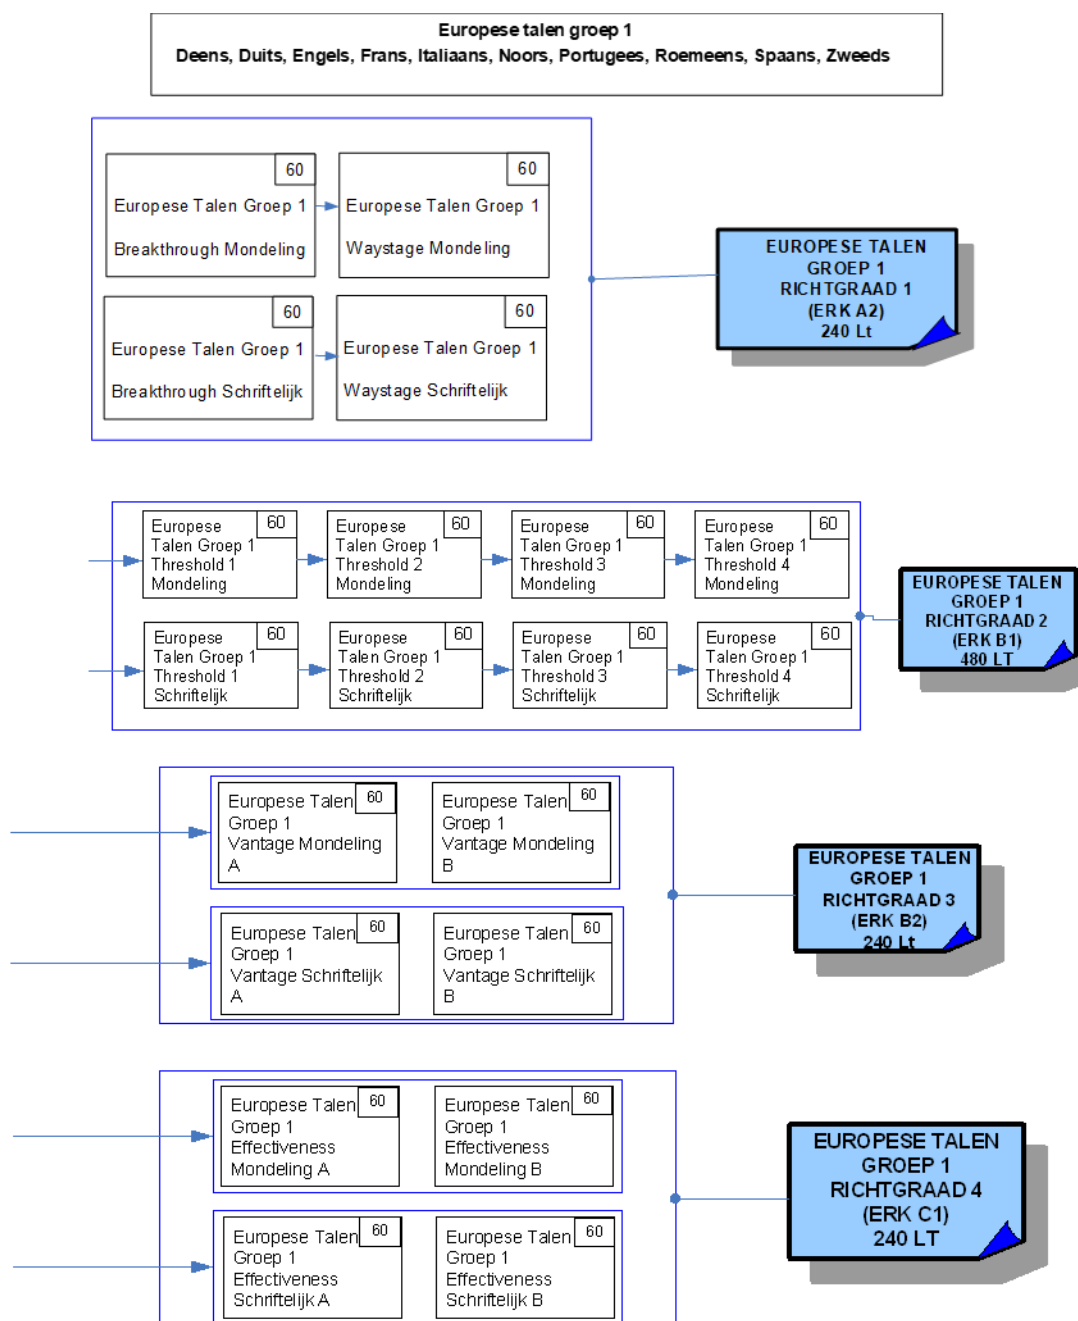 Europese talen groep 1
Deens, Duits, Engels, Frans, Italiaans, Noors, Portugees, Roemeens, Spaans, Zweeds
60
Europese Talen Groep 1
Breakthrough Mondeling
60
Europese Talen Groep 1
Waystage Mondeling
60
Europese Talen Groep 1
Breakthrough Schriftelijk
60
Europese Talen Groep 1
Waystage Schriftelijk
EUROPESE TALEN
GROEP 1
RICHTGRAAD 1
(ERK A2)
240 Lt
60
Europese
Talen Groep 1
Threshold 1
Mondeling
60
Europese
Talen Groep 1
Threshold 2
Mondeling
60
Europese
Talen Groep 1
Threshold 3
Mondeling
60
Europese
Talen Groep 1
Threshold 4
Mondeling
60
Europese
Talen Groep 1
Threshold 1
Schriftelijk
60
Europese
Talen Groep 1
Threshold 2
Schriftelijk
60
Europese
Talen Groep 1
Threshold 3
Schriftelijk
60
Europese
Talen Groep 1
Threshold 4
Schriftelijk
EUROPESE TALEN
GROEP 1
RICHTGRAAD 2
(ERK B1)
480 LT
60
Europese Talen
Groep 1
Vantage Mondeling
A
60
Europese Talen
Groep 1
Vantage Mondeling
B
60
Europese Talen
Groep 1
Vantage Schriftelijk
A
60
Europese Talen
Groep 1
Vantage Schriftelijk
B
EUROPESE TALEN
GROEP 1
RICHTGRAAD 3
(ERK B2)
240 Lt
60
Europese Talen
Groep 1
Effectiveness
Mondeling A
60
Europese Talen
Groep 1
Effectiveness
Mondeling B
60
Europese Talen
Groep 1
Effectiveness
Schriftelijk A
60
Europese Talen
Groep 1
Effectiveness
Schriftelijk B
EUROPESE TALEN
GROEP 1
RICHTGRAAD 4
(ERK C1)
240 LT